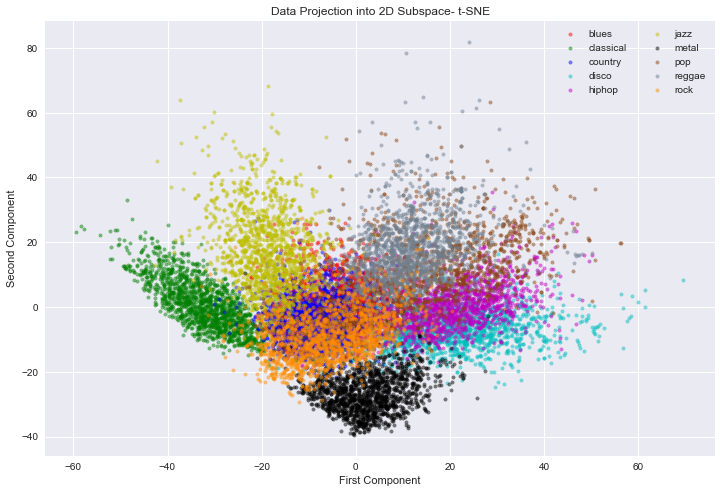 Data Projection into 2D Subspace- t-SNE
blues
classical
country
disco
hiphop
jazz
metal
pop
reggae
rock
Second Component
80
60
40
20
0
−20
−40
−60
−40
−20
0
20
40
60
First Component